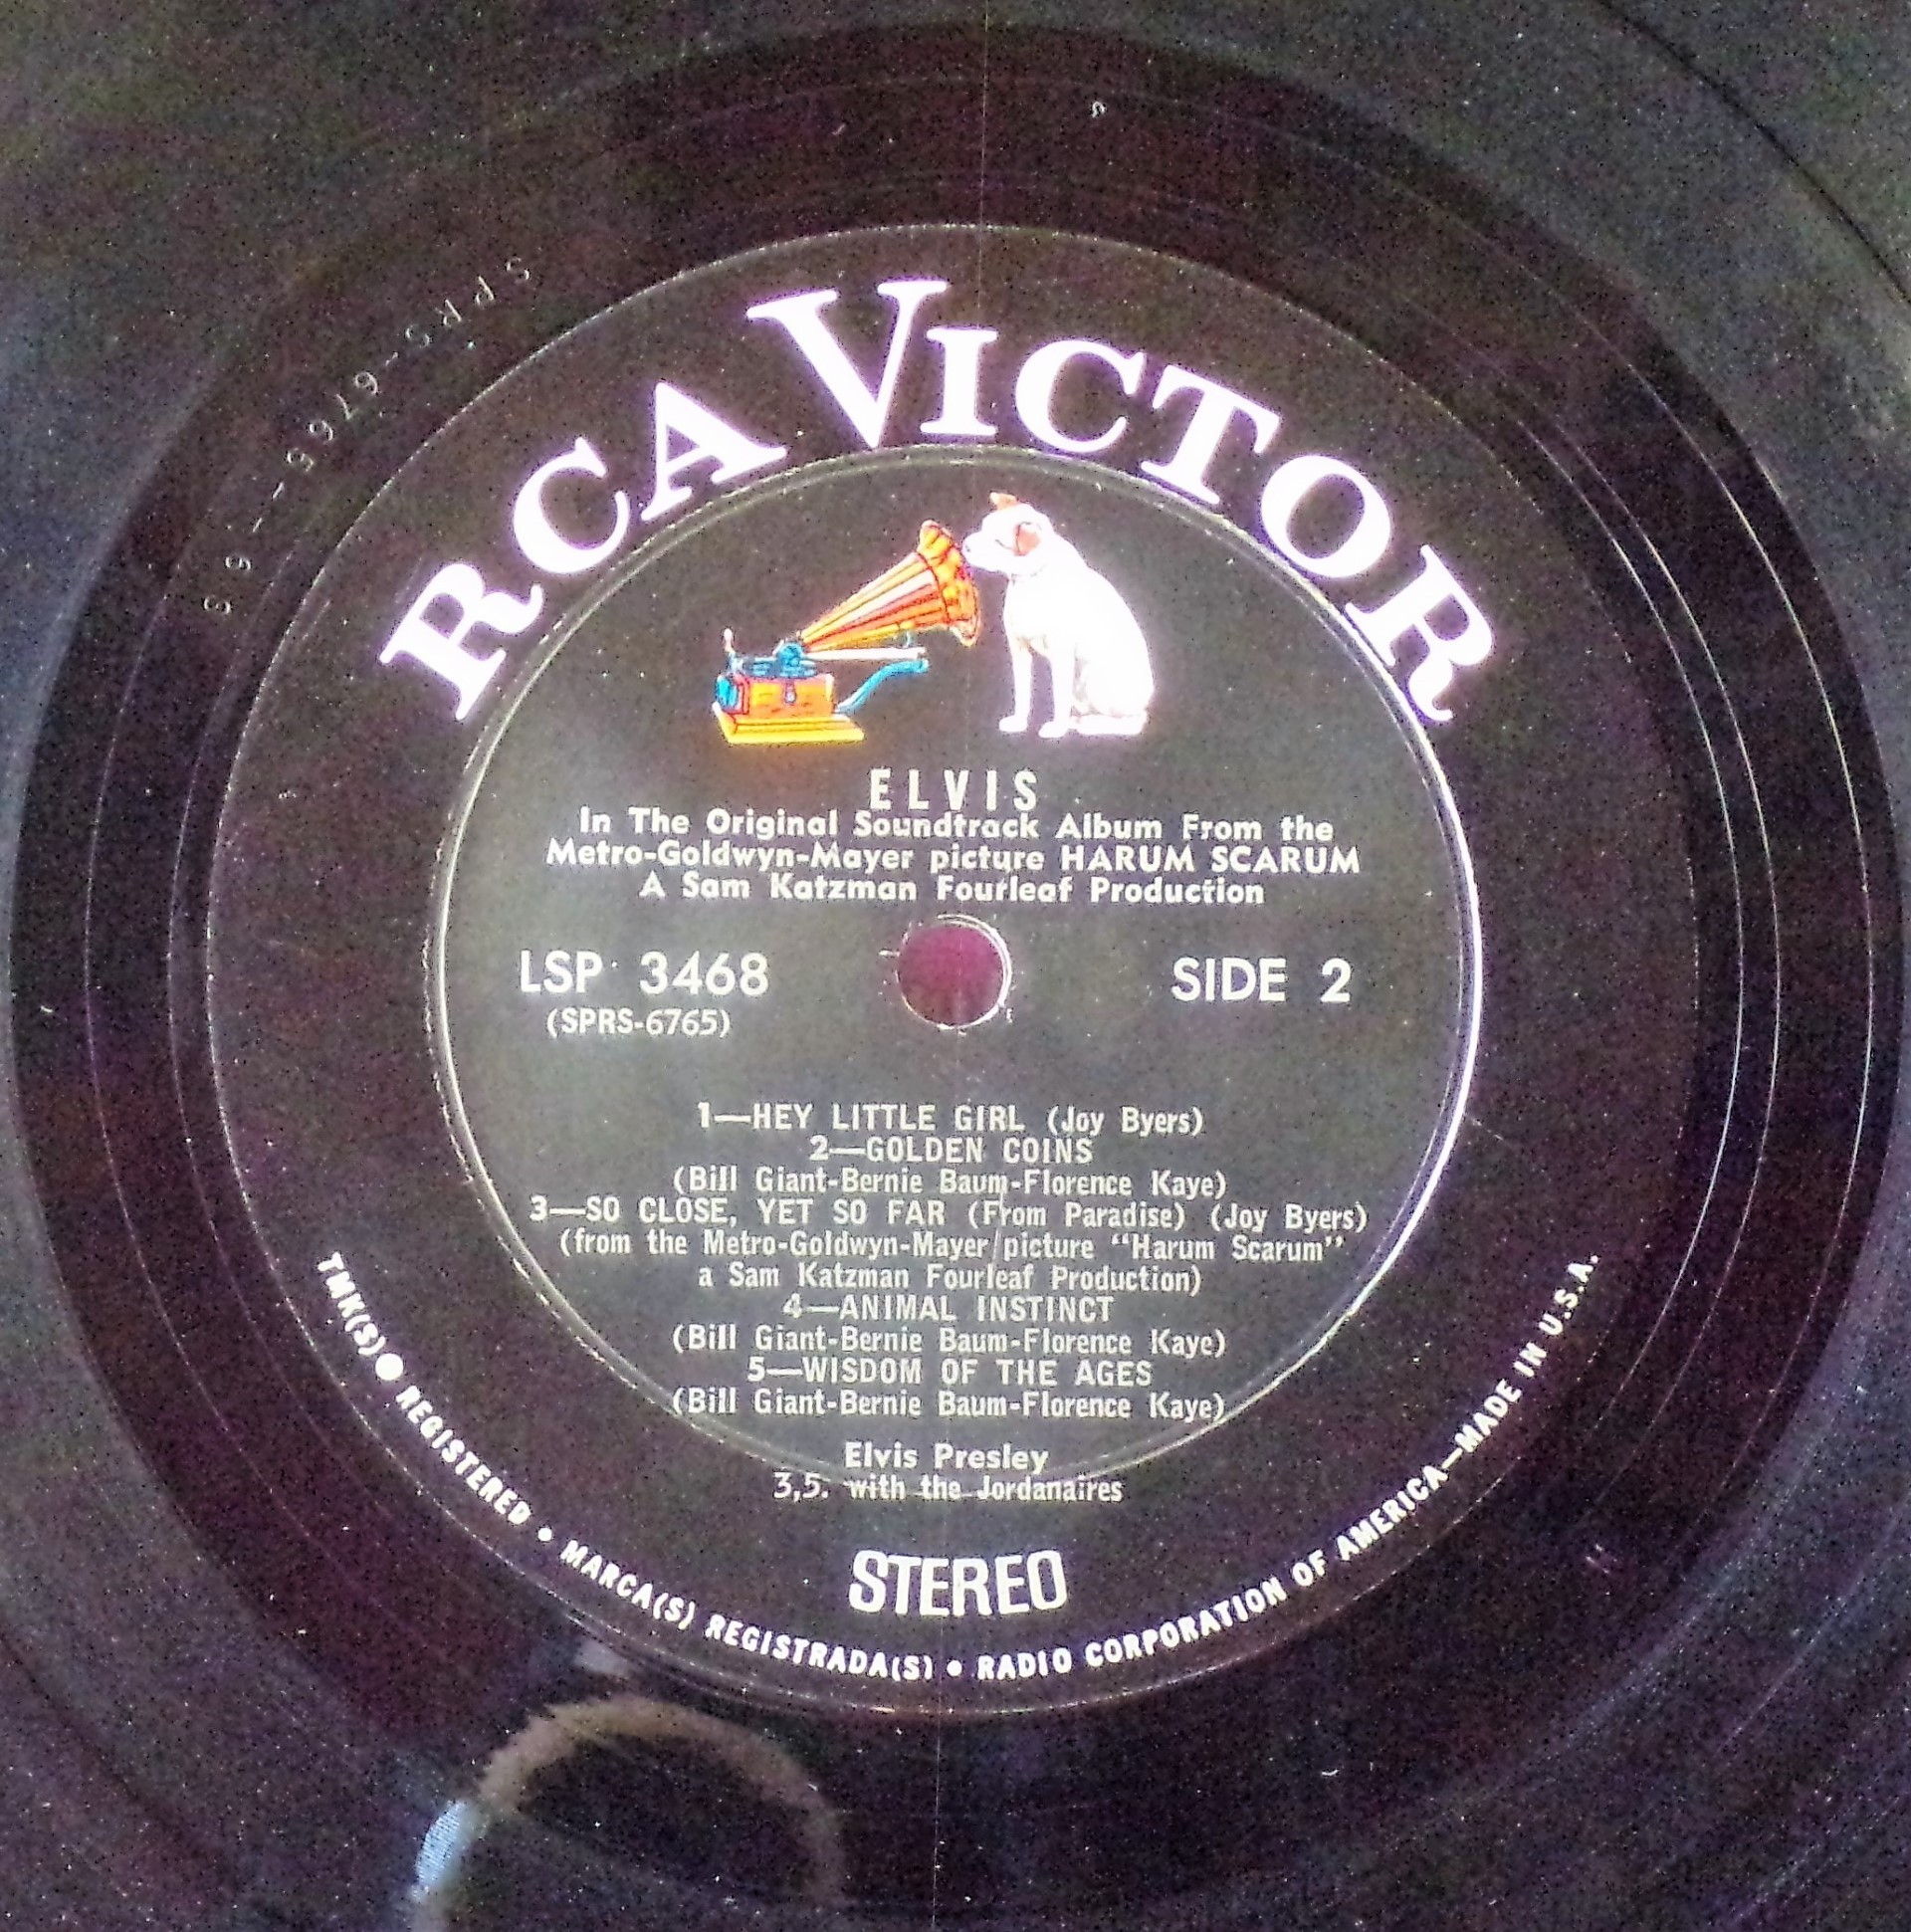 RCA VICTOR
ELVIS
In The Original Soundtrack Album From the
Metro-Goldwyn-Mayer picture HARUM SCARUM
A Sam Katzman Fourleaf Production
LSP 3468
SIDE 2
(SPRS-6765)
1—HEY LITTLE GIRL (Joy Byers)
2—GOLDEN COINS
(Bill Giant-Bernie Baum-Florence Kaye)
3—SO CLOSE, YET SO FAR (From Paradise) (Joy Byers)
(from the Metro-Goldwyn-Mayer picture "Harum Scarum"
a Sam Katzman Fourleaf Production)
4—ANIMAL INSTINCT
(Bill Giant-Bernie Baum-Florence Kaye)
5—WISDOM OF THE AGES
(Bill Giant-Bernie Baum-Florence Kaye)
Elvis Presley
3,5. with the Jordanaires
STEREO
TMK(S) ● REGISTERED • MARCA(S) REGISTRADA(S) • RADIO CORPORATION OF AMERICA—MADE IN U.S.A.